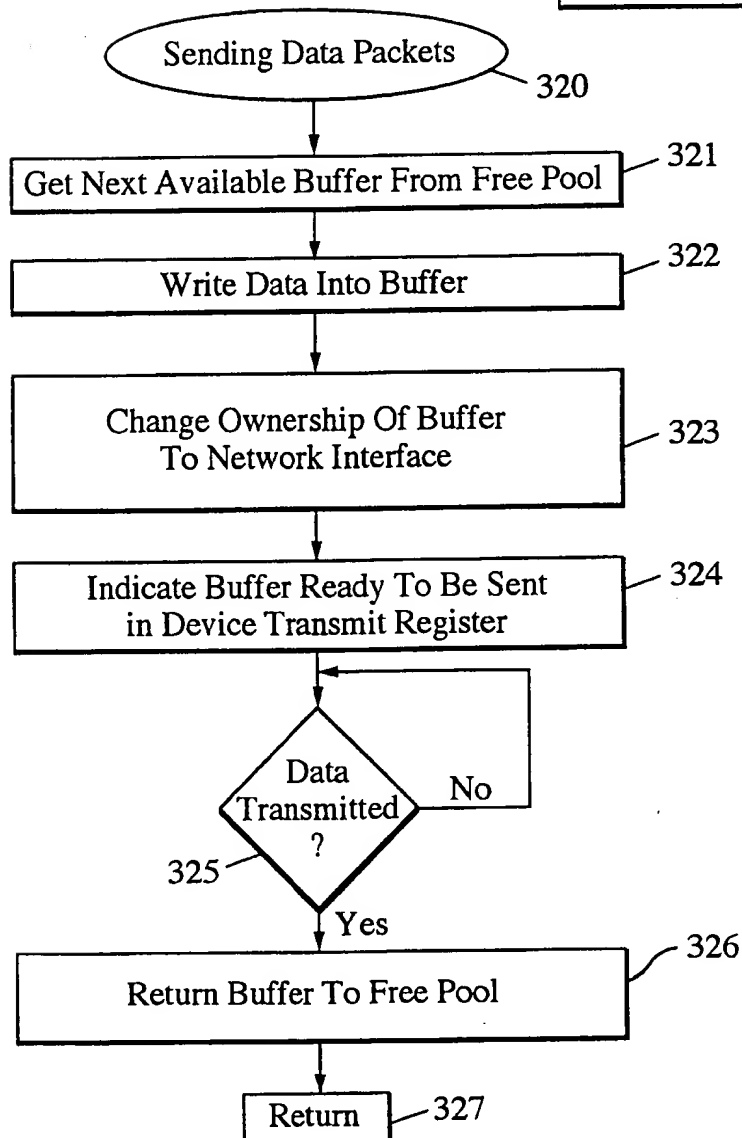 Sending Data Packets
320
321
Get Next Available Buffer From Free Pool
322
Write Data Into Buffer
Change Ownership Of Buffer
To Network Interface
323
324
Indicate Buffer Ready To Be Sent
in Device Transmit Register
Data
Transmitted
?
No
325
Yes
326
Return Buffer To Free Pool
Return
327